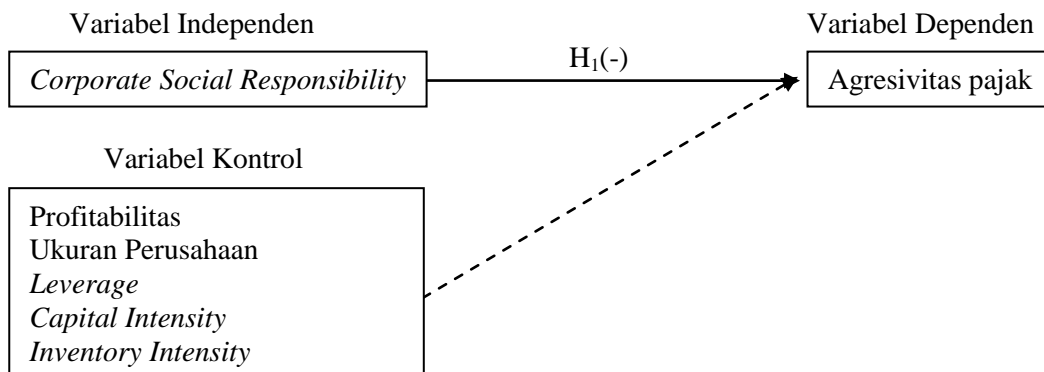 Variabel Independen
Variabel Dependen
Corporate Social Responsibility
H₁(-)
Agresivitas pajak
Variabel Kontrol
Profitabilitas
Ukuran Perusahaan
Leverage
Capital Intensity
Inventory Intensity